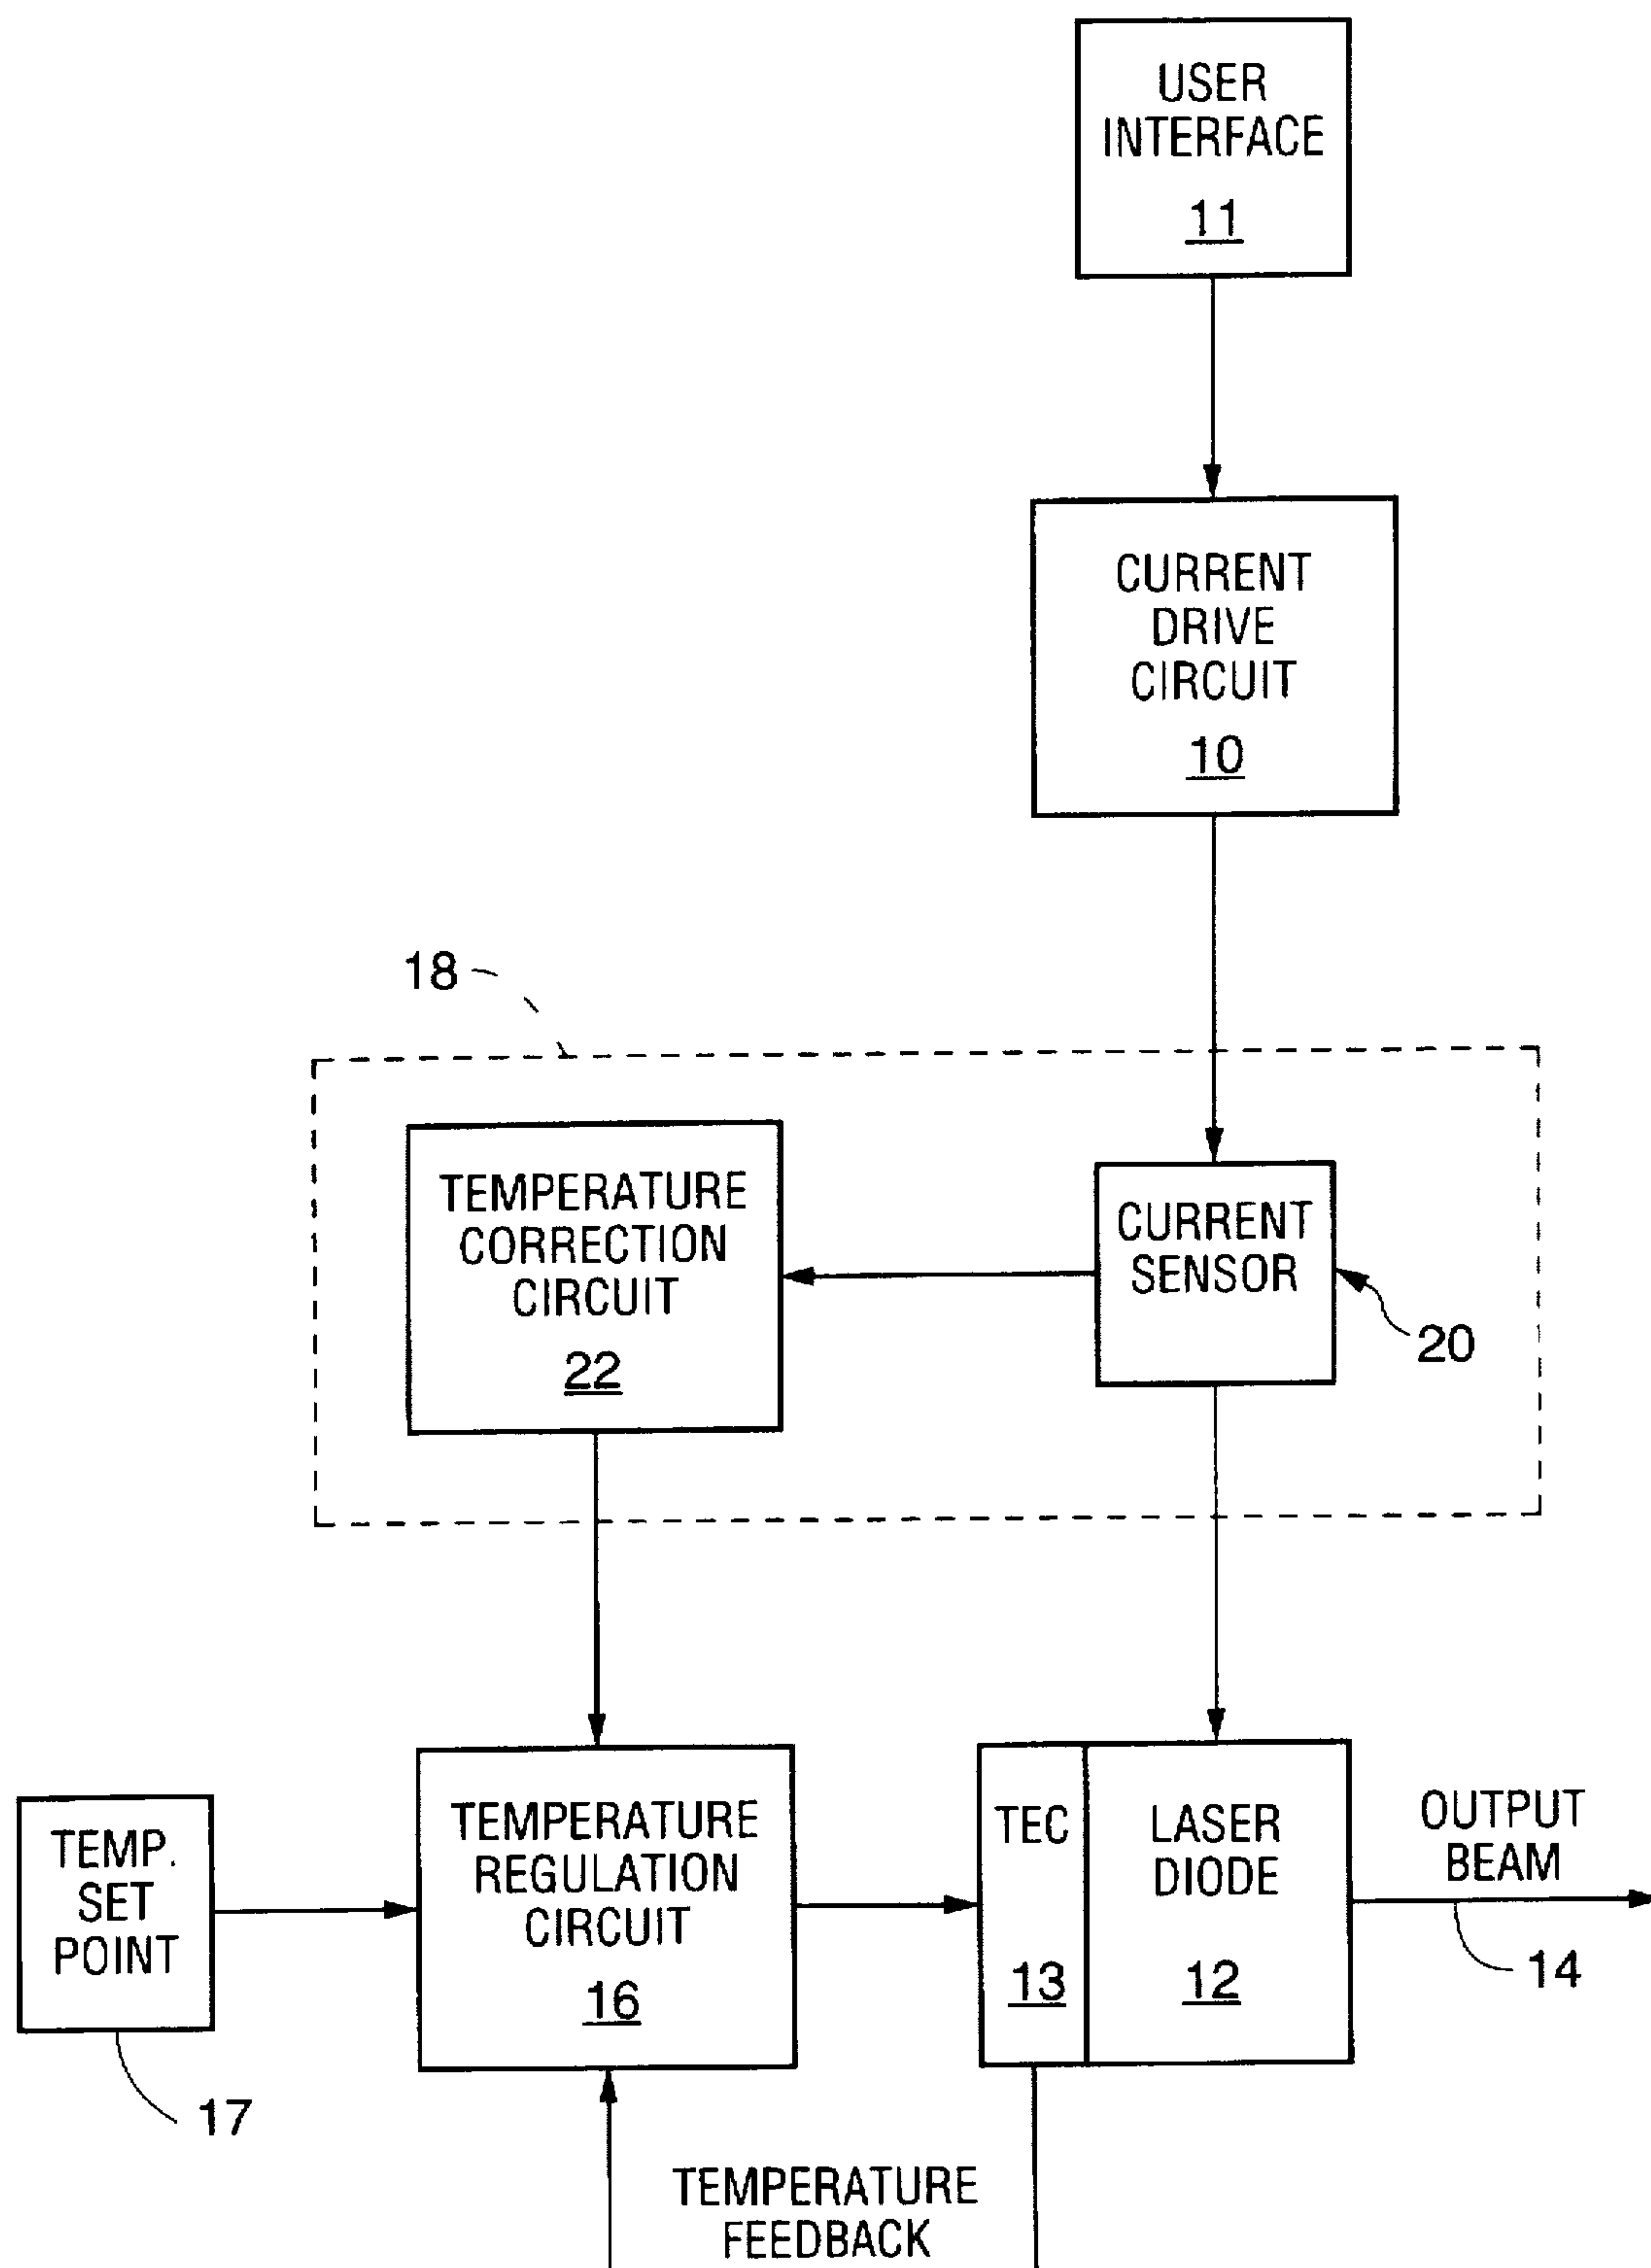 USER
INTERFACE
11
CURRENT
DRIVE
CIRCUIT
10
18
TEMPERATURE
CORRECTION
CIRCUIT
22
CURRENT
SENSOR
20
TEMP.
SET
POINT
17
TEMPERATURE
REGULATION
CIRCUIT
16
TEC
13
LASER
DIODE
12
OUTPUT
BEAM
14
TEMPERATURE
FEEDBACK